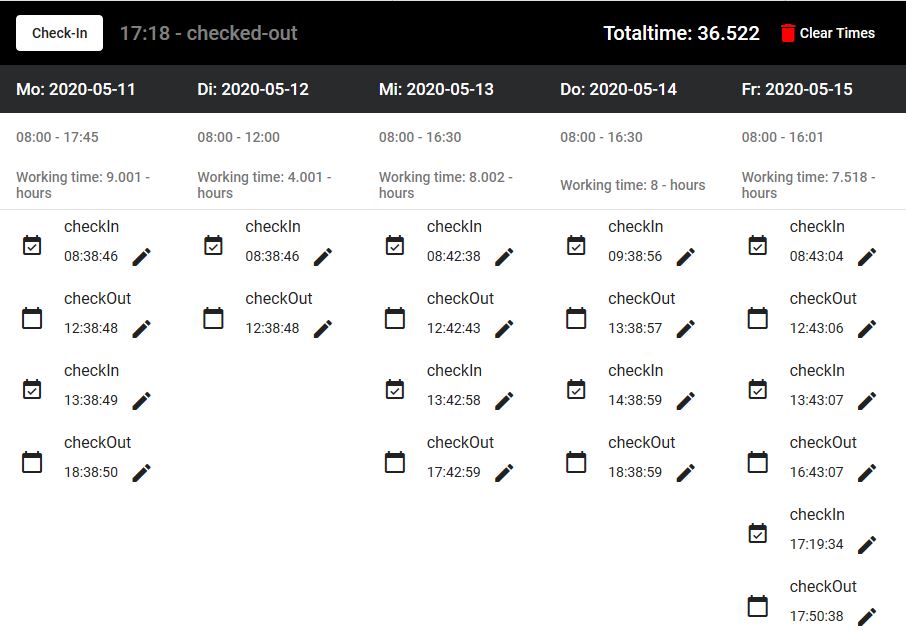 Check-In 17:18 - checked-out Totaltime: 36.522 Clear Times
Mo: 2020-05-11 Di: 2020-05-12 Mi: 2020-05-13 Do: 2020-05-14 Fr: 2020-05-15
08:00 - 17:45 08:00 - 12:00 08:00 - 16:30 08:00 - 16:30 08:00 - 16:01
Working time: 9.001 - Working time: 4.001 - Working time: 8.002 - Working time: 8 - hours Working time: 7.518 -
hours hours hours hours
checkIn checkIn checkIn checkIn checkIn
08:38:46 08:38:46 08:42:38 09:38:56 08:43:04
checkOut checkOut checkOut checkOut checkOut
12:38:48 12:38:48 12:42:43 13:38:57 12:43:06
checkIn checkIn checkIn checkIn
13:38:49 13:42:58 14:38:59 13:43:07
checkOut checkOut checkOut checkOut
18:38:50 17:42:59 18:38:59 16:43:07
checkIn
17:19:34
checkOut
17:50:38